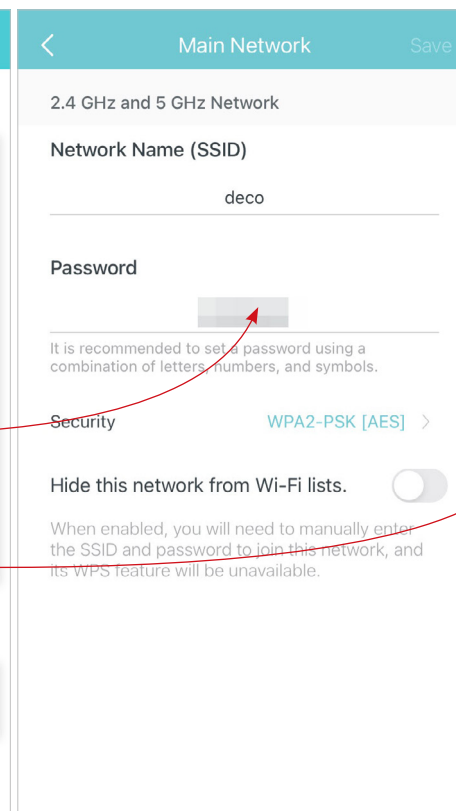 Main Network
Save
2.4 GHz and 5 GHz Network
Network Name (SSID)
deco
Password
It is recommended to set a password using a
combination of letters, numbers, and symbols.
Security
WPA2-PSK [AES]
Hide this network from Wi-Fi lists.
When enabled, you will need to manually enter
the SSID and password to join this network, and
its WPS feature will be unavailable.